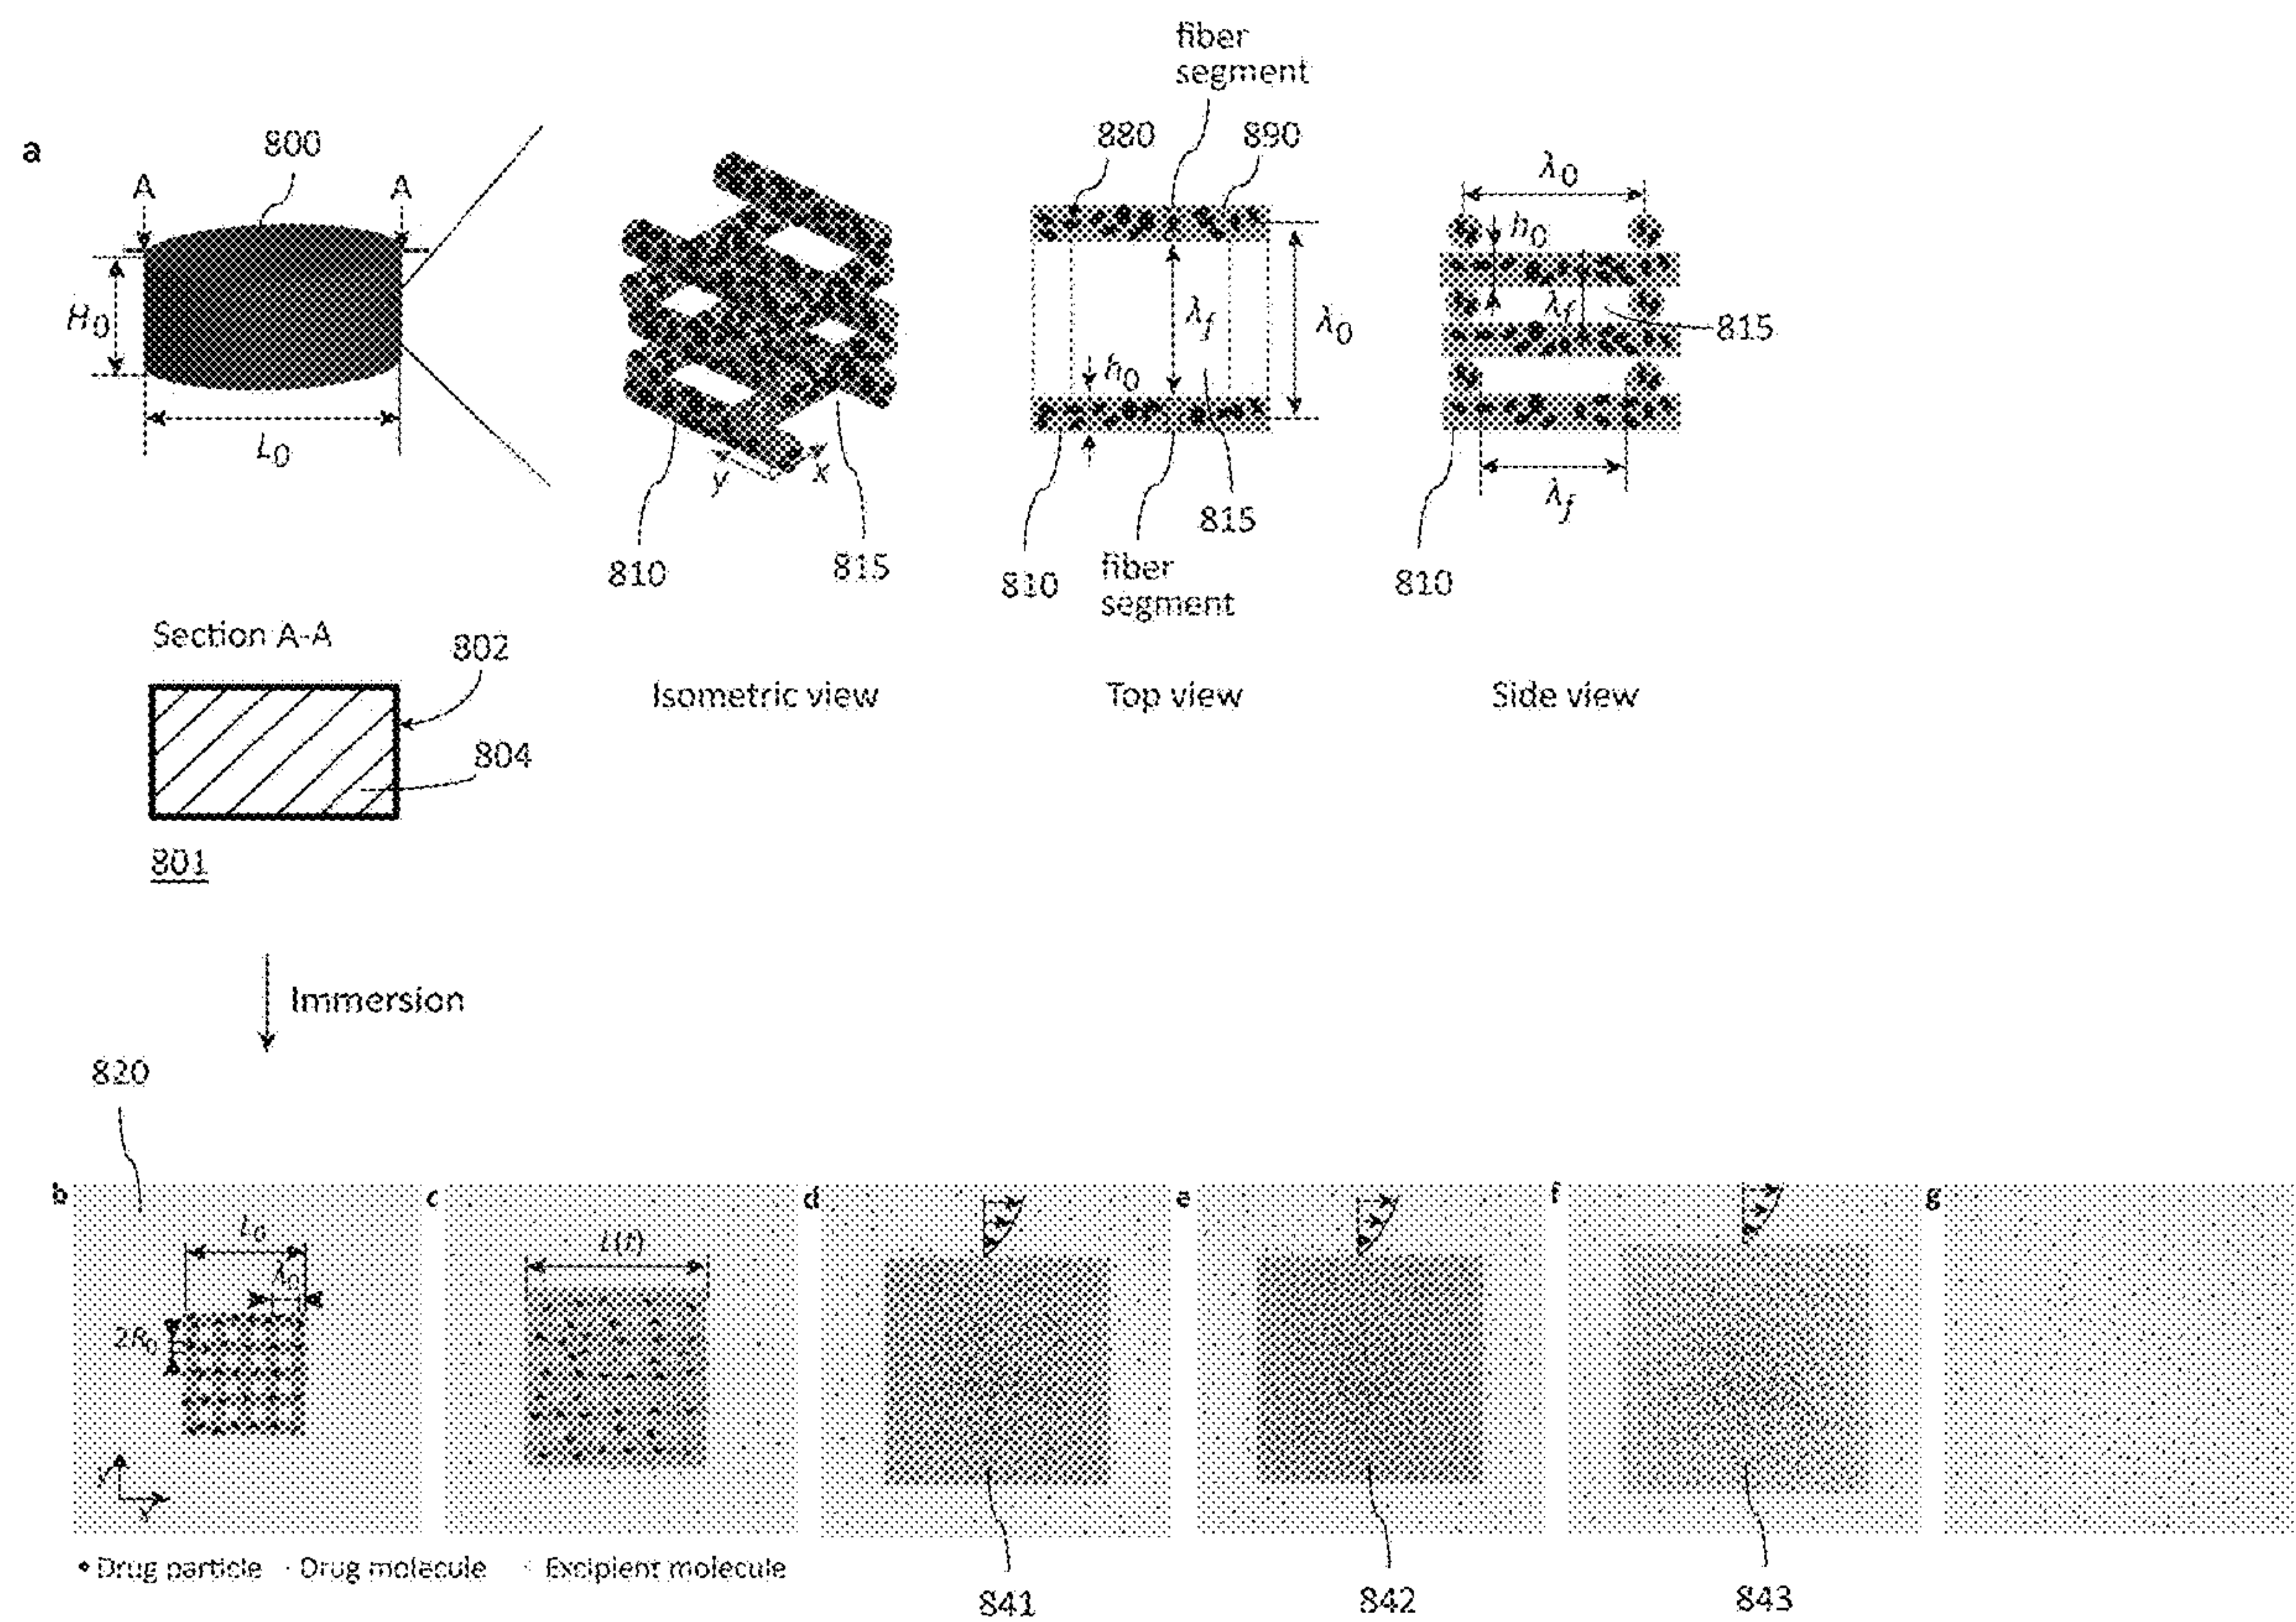 a
800
A A
H₀
L₀
810
815
y x
Isometric view
fiber
segment
880
890
λf
λ₀
h₀
810
815
fiber
segment
Top view
λ₀
h₀
λf
815
λf
810
Side view
Section A-A
802
804
801
Immersion
820
b
L₀
λ₀
2R₀
y
x
c
L(t)
d
841
e
842
f
843
g
Drug particle Drug molecule Excipient molecule